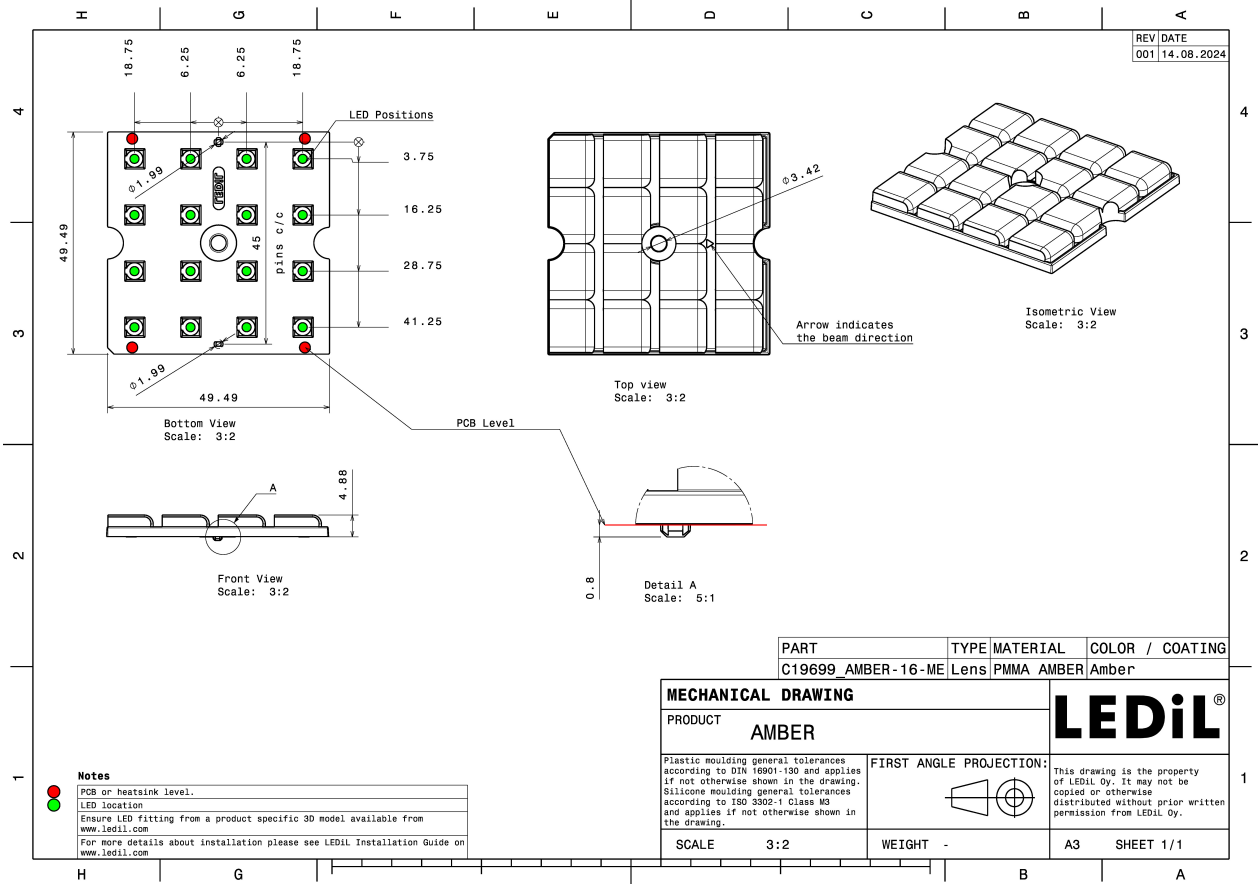 H G F E D C B A
REV DATE
001 14.08.2024
4
4
3
3
2
2
1
1
18.75
6.25
6.25
18.75
LED Positions
3.75
16.25
28.75
41.25
Ø1.99
LEDiL
45
pins c/c
49.49
Ø1.99
49.49
Bottom View
Scale: 3:2
Ø3.42
Arrow indicates
the beam direction
Top view
Scale: 3:2
Isometric View
Scale: 3:2
PCB Level
A
4.88
Front View
Scale: 3:2
0.8
Detail A
Scale: 5:1
PART TYPE MATERIAL COLOR / COATING
C19699_AMBER-16-ME Lens PMMA AMBER Amber
MECHANICAL DRAWING
PRODUCT
AMBER
LEDiL®
Plastic moulding general tolerances
according to DIN 16901-130 and applies
if not otherwise shown in the drawing.
Silicone moulding general tolerances
according to ISO 3302-1 Class M3
and applies if not otherwise shown in
the drawing.
FIRST ANGLE PROJECTION:
This drawing is the property
of LEDiL Oy. It may not be
copied or otherwise
distributed without prior written
permission from LEDiL Oy.
SCALE 3:2
WEIGHT -
A3 SHEET 1/1
Notes
PCB or heatsink level.
LED location
Ensure LED fitting from a product specific 3D model available from
www.ledil.com
For more details about installation please see LEDiL Installation Guide on
www.ledil.com
H G B A